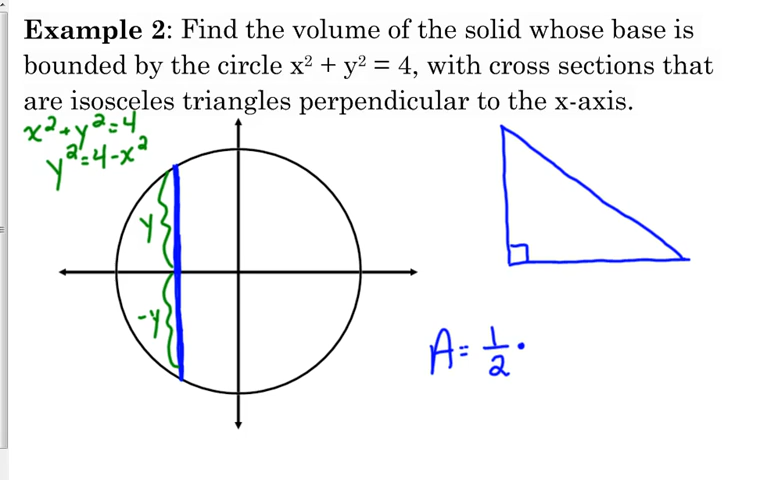 Example 2: Find the volume of the solid whose base is
bounded by the circle x² + y² = 4, with cross sections that
are isosceles triangles perpendicular to the x-axis.
x²+y²=4
y²=4-x²
y
-y
A=1/2·